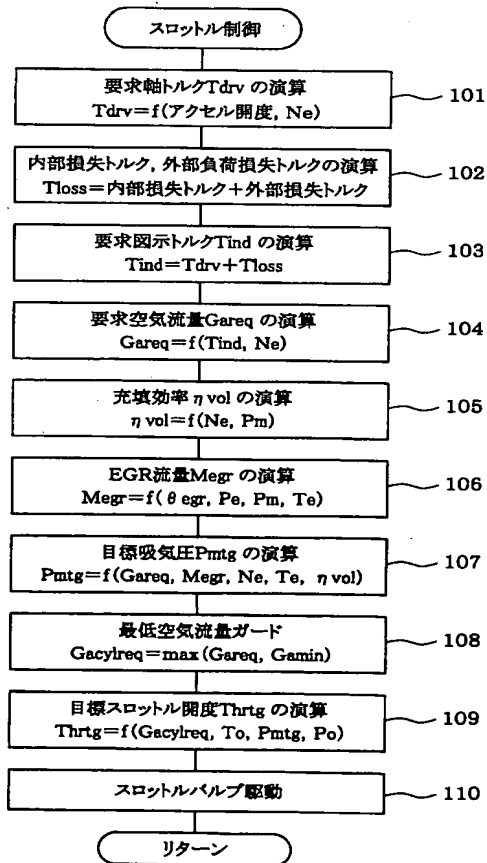 スロットル制御
要求軸トルクTdrv の演算
Tdrv=f(アクセル開度, Ne)
101
内部損失トルク, 外部負荷損失トルクの演算
Tloss=内部損失トルク+外部損失トルク
102
要求図示トルクTind の演算
Tind=Tdrv+Tloss
103
要求空気流量Gareq の演算
Gareq=f(Tind, Ne)
104
充填効率 η vol の演算
η vol=f(Ne, Pm)
105
EGR流量Megr の演算
Megr=f( θ egr, Pe, Pm, Te)
106
目標吸気圧Pmtg の演算
Pmtg=f(Gareq, Megr, Ne, Te, η vol)
107
最低空気流量ガード
Gacylreq=max(Gareq, Gamin)
108
目標スロットル開度Thrtg の演算
Thrtg=f(Gacylreq, To, Pmtg, Po)
109
スロットルバルブ駆動
110
リターン